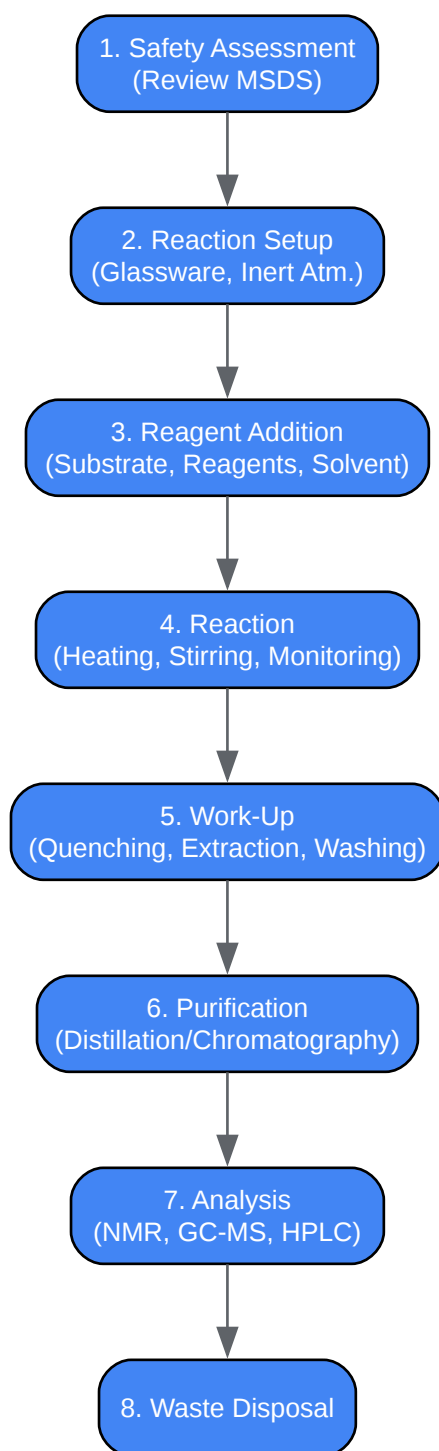 1. Safety Assessment
(Review MSDS)
2. Reaction Setup
(Glassware, Inert Atm.)
3. Reagent Addition
(Substrate, Reagents, Solvent)
4. Reaction
(Heating, Stirring, Monitoring)
5. Work-Up
(Quenching, Extraction, Washing)
6. Purification
(Distillation/Chromatography)
7. Analysis
(NMR, GC-MS, HPLC)
8. Waste Disposal